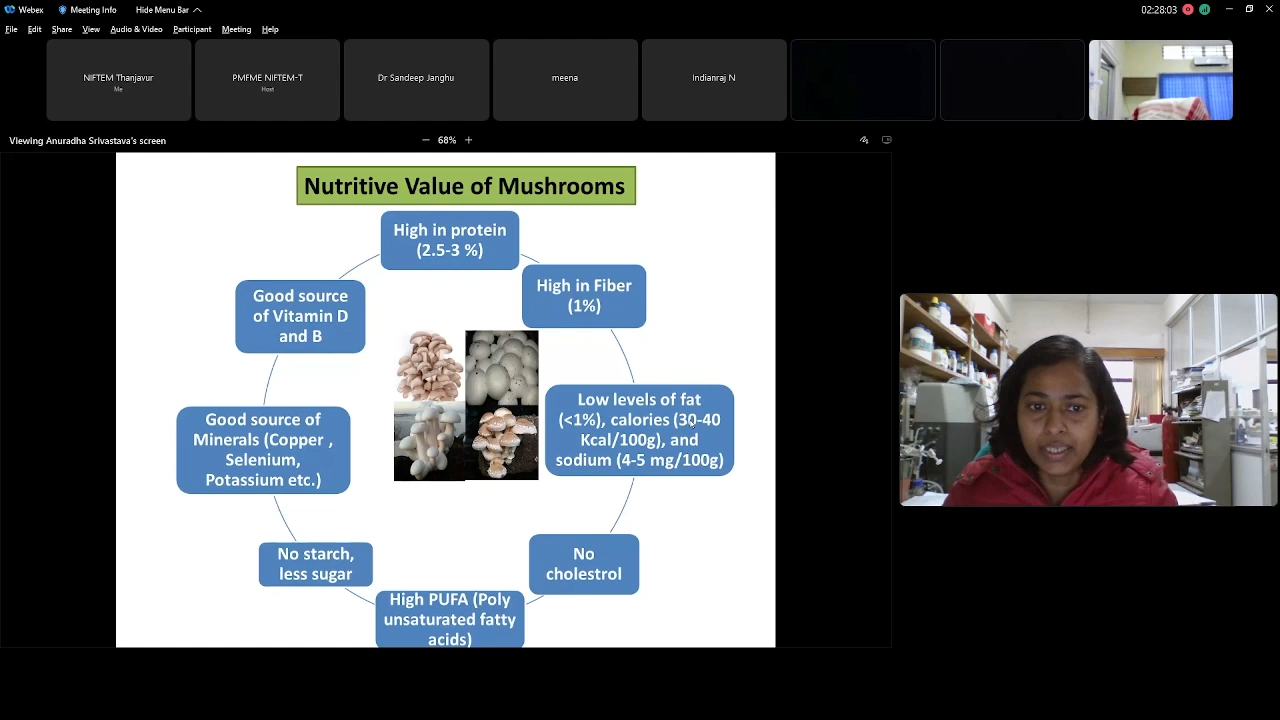 Webex Meeting Info Hide Menu Bar 02:28:03
File Edit Share View Audio & Video Participant Meeting Help
NIFTEM Thanjavur
Me
PMFME NIFTEM-T
Host
Dr Sandeep Janghu
meena
Indianraj N
Viewing Anuradha Srivastava's screen
68%
Nutritive Value of Mushrooms
High in protein
(2.5-3 %)
High in Fiber
(1%)
Low levels of fat
(<1%), calories (30-40
Kcal/100g), and
sodium (4-5 mg/100g)
No
cholestrol
High PUFA (Poly
unsaturated fatty
acids)
No starch,
less sugar
Good source of
Minerals (Copper ,
Selenium,
Potassium etc.)
Good source
of Vitamin D
and B